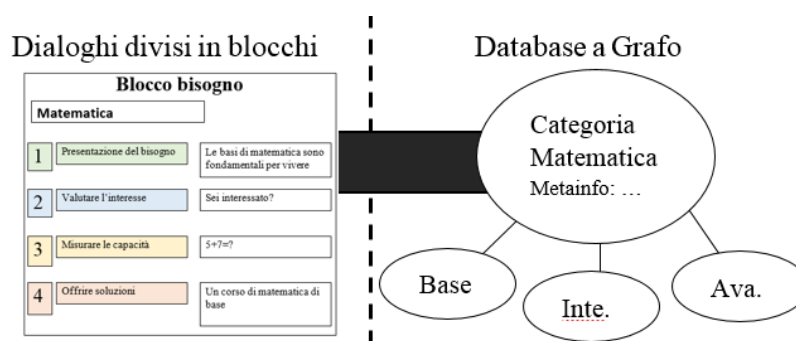 Dialoghi divisi in blocchi
Blocco bisogno
Matematica
1
Presentazione del bisogno
Le basi di matematica sono
fondamentali per vivere
2
Valutare l'interesse
Sei interessato?
3
Misurare le capacità
5+7=?
4
Offrire soluzioni
Un corso di matematica di
base
Database a Grafo
Categoria
Matematica
Metainfo: …
Base
Inte.
Ava.